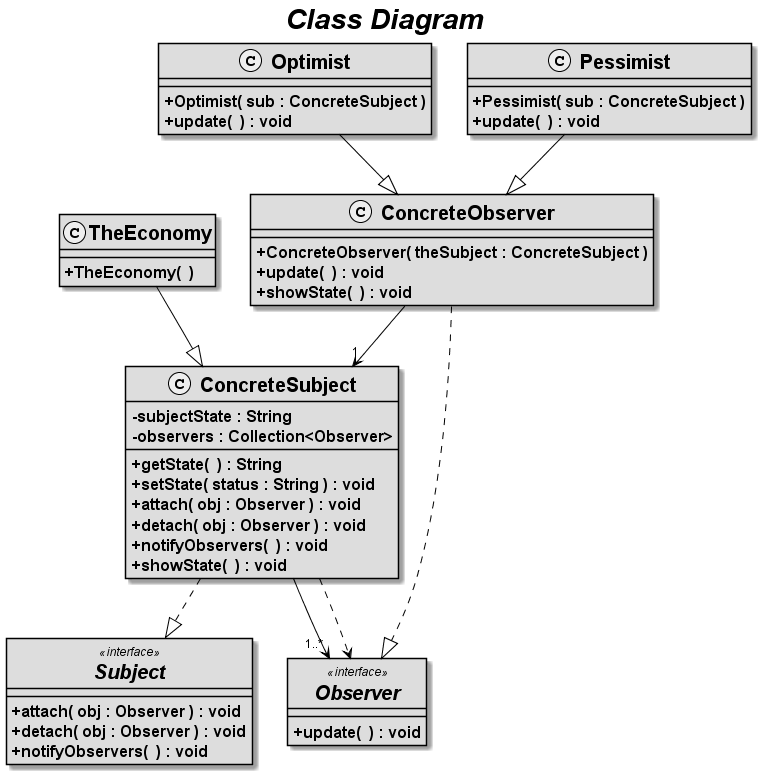 Class Diagram
C Optimist
+Optimist( sub : ConcreteSubject )
+update( ) : void
C Pessimist
+Pessimist( sub : ConcreteSubject )
+update( ) : void
C ConcreteObserver
+ConcreteObserver( theSubject : ConcreteSubject )
+update( ) : void
+showState( ) : void
C TheEconomy
+TheEconomy( )
1
C ConcreteSubject
-subjectState : String
-observers : Collection<Observer>
+getState( ) : String
+setState( status : String ) : void
+attach( obj : Observer ) : void
+detach( obj : Observer ) : void
+notifyObservers( ) : void
+showState( ) : void
1..*
«interface»
Subject
+attach( obj : Observer ) : void
+detach( obj : Observer ) : void
+notifyObservers( ) : void
«interface»
Observer
+update( ) : void